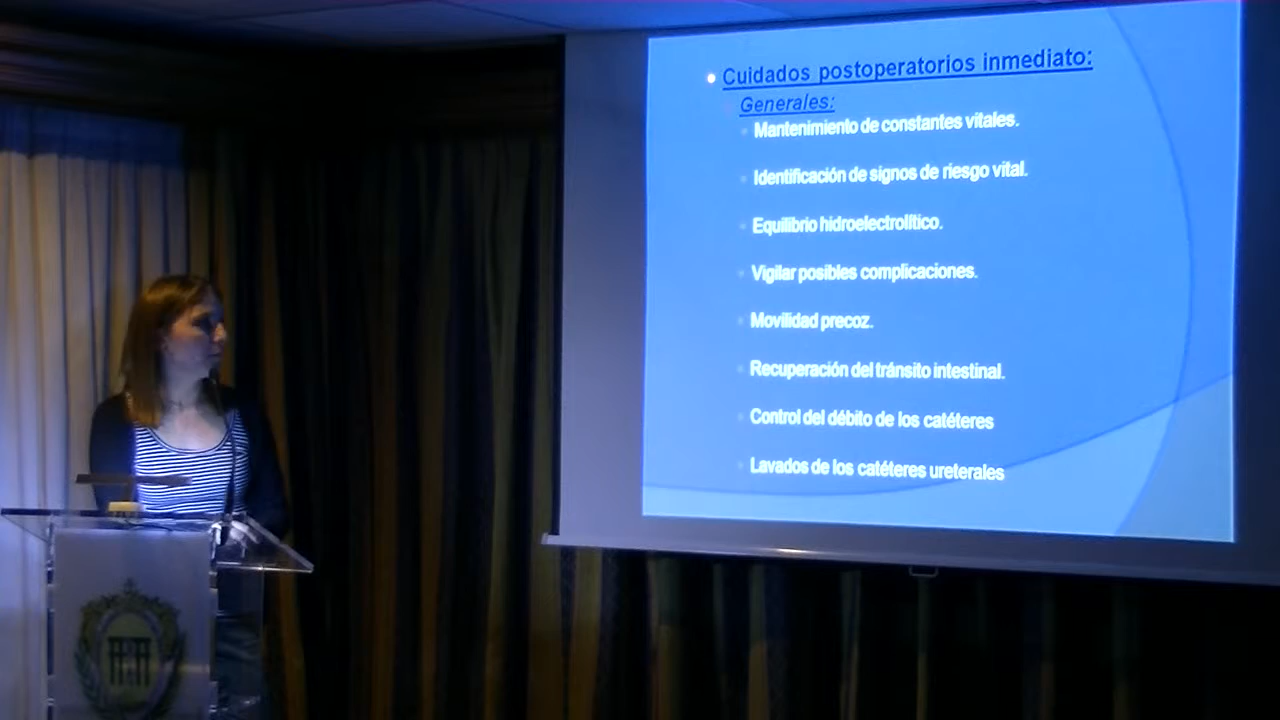 Cuidados postoperatorios inmediato:
Generales:
Mantenimiento de constantes vitales.
Identificación de signos de riesgo vital.
Equilibrio hidroelectrolítico.
Vigilar posibles complicaciones.
Movilidad precoz.
Recuperación del tránsito intestinal.
Control del débito de los catéteres
Lavados de los catéteres ureterales